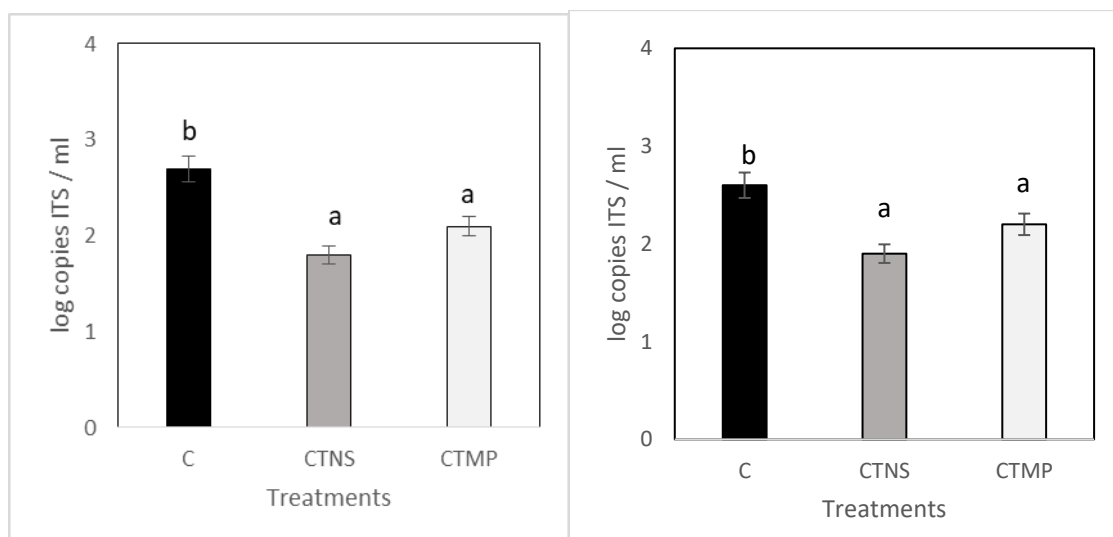 log copies ITS / ml
4
3
2
1
0
b
a
a
C
CTNS
CTMP
Treatments
log copies ITS / ml
4
3
2
1
0
b
a
a
C
CTNS
CTMP
Treatments